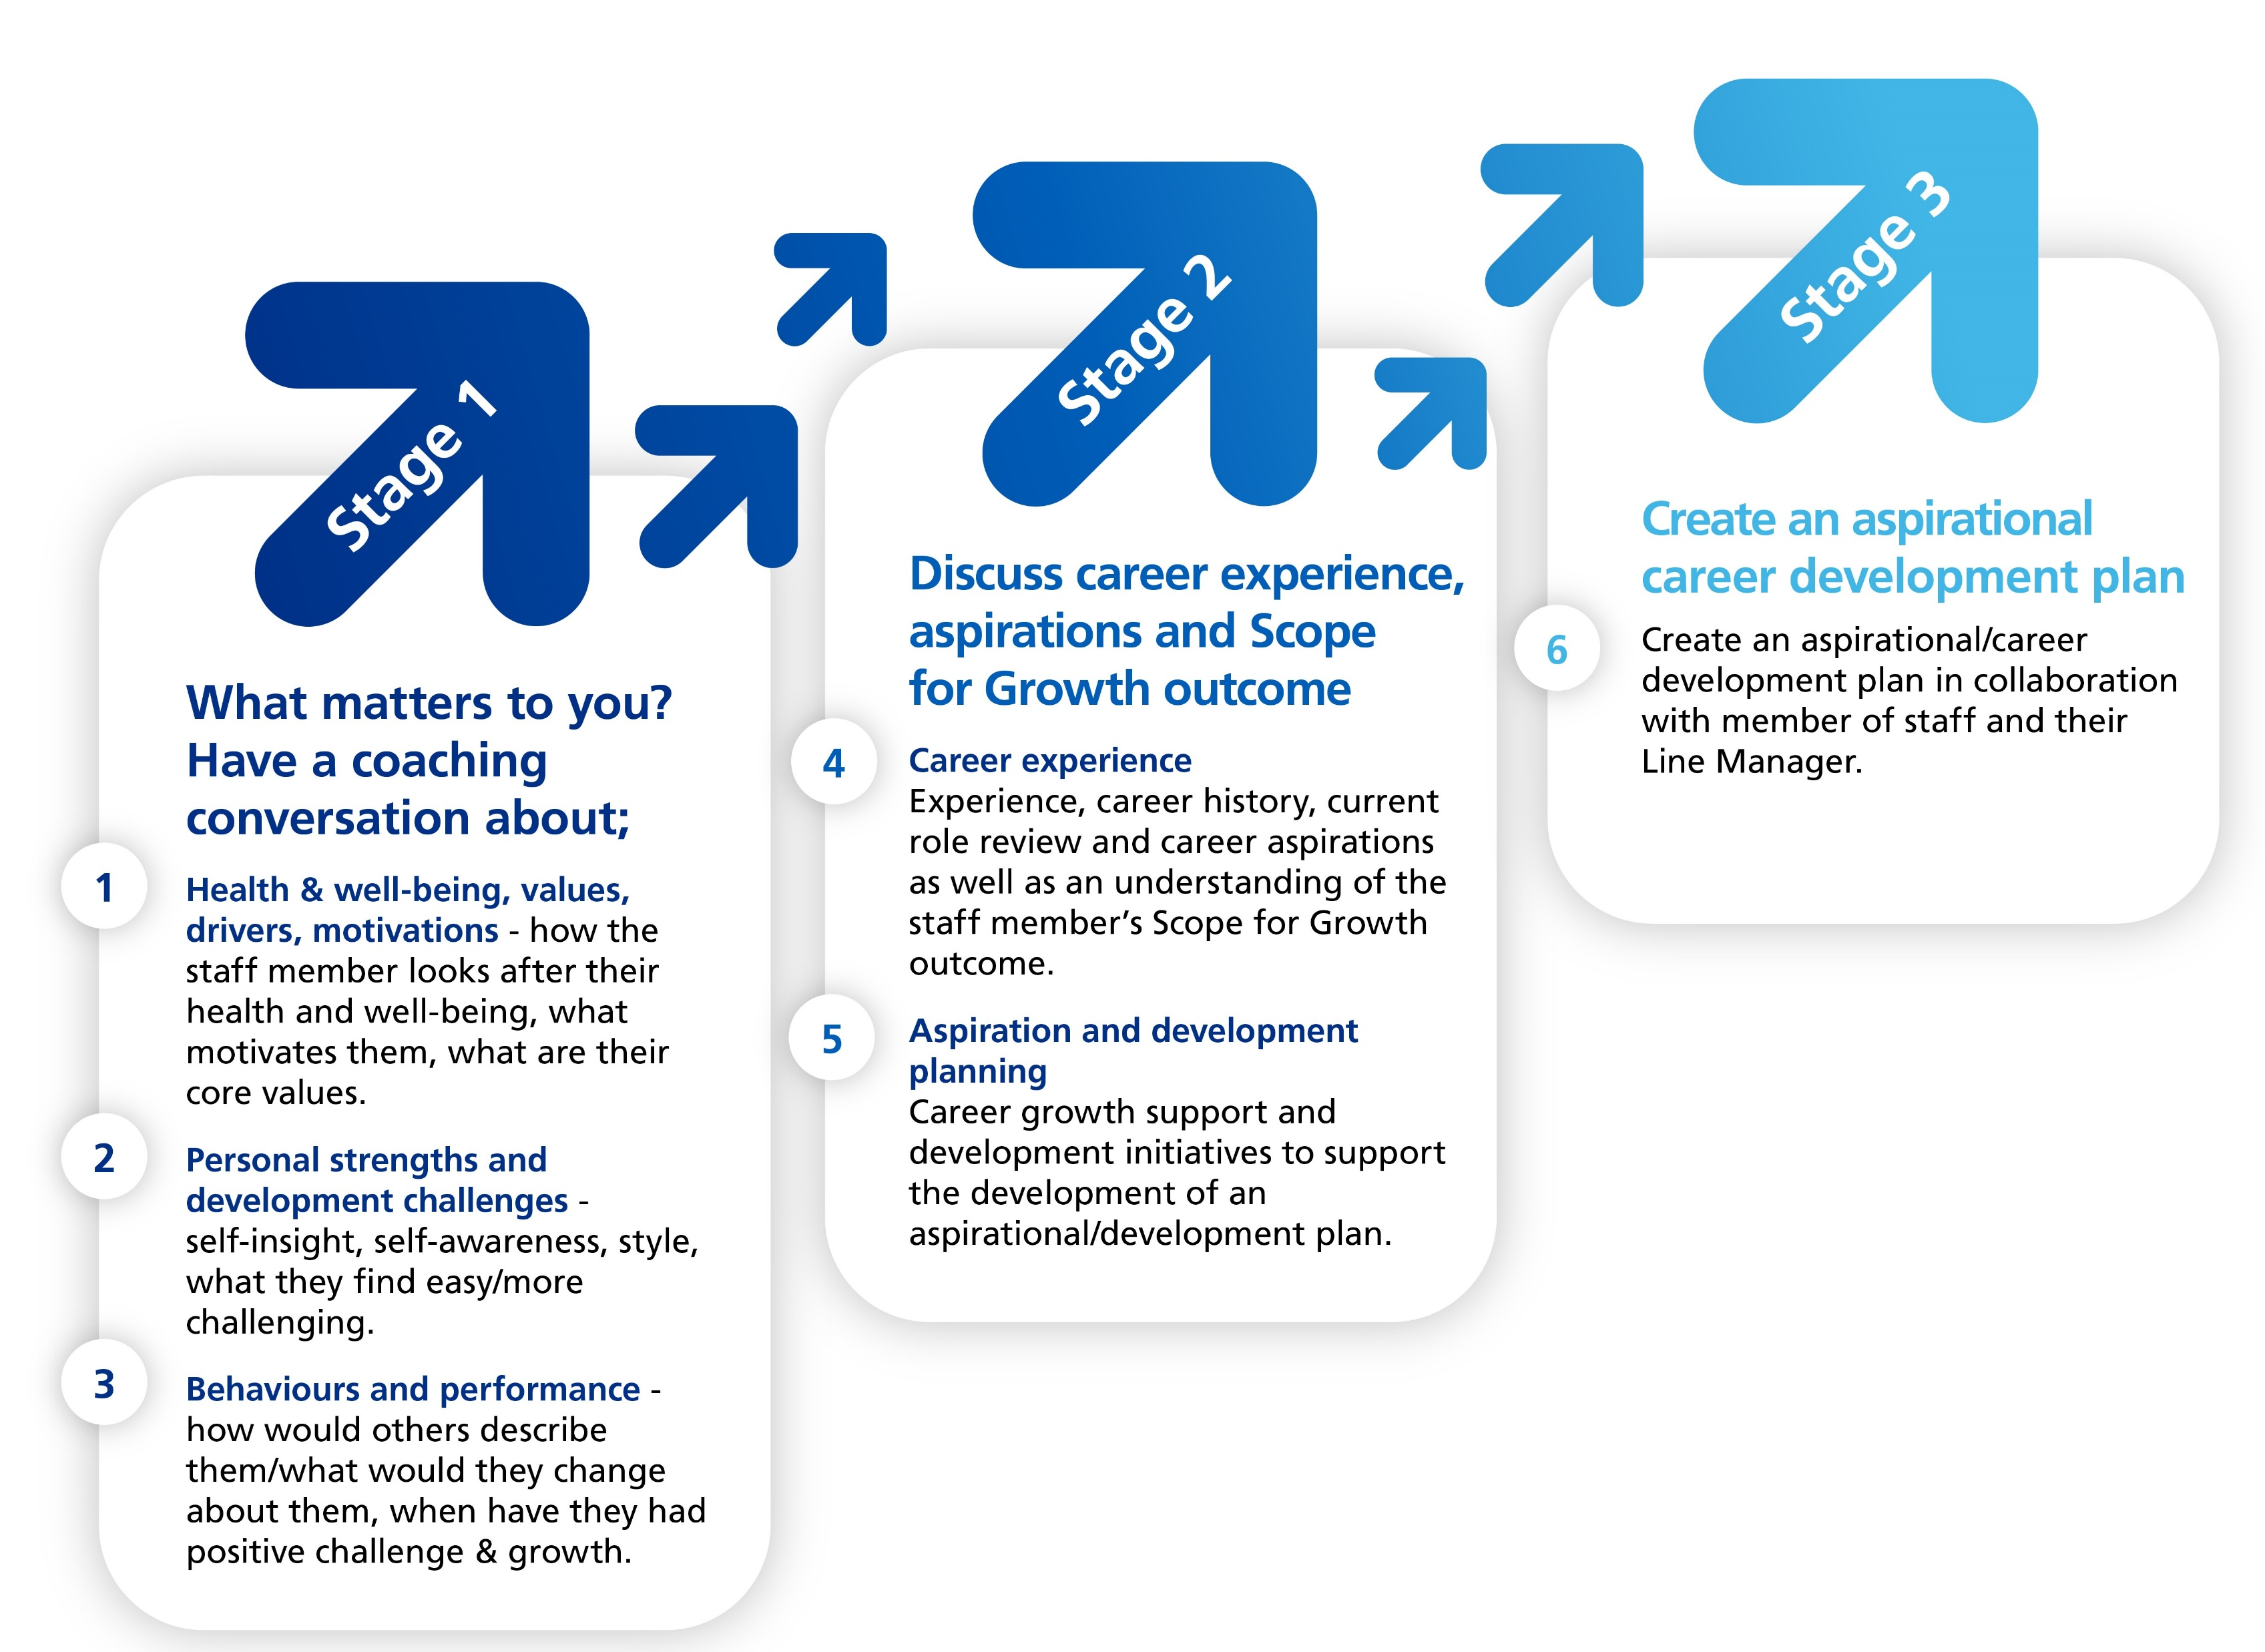 Stage 1
What matters to you?
Have a coaching
conversation about;
1
Health & well-being, values,
drivers, motivations - how the
staff member looks after their
health and well-being, what
motivates them, what are their
core values.
2
Personal strengths and
development challenges -
self-insight, self-awareness, style,
what they find easy/more
challenging.
3
Behaviours and performance -
how would others describe
them/what would they change
about them, when have they had
positive challenge & growth.
Stage 2
Discuss career experience,
aspirations and Scope
for Growth outcome
4
Career experience
Experience, career history, current
role review and career aspirations
as well as an understanding of the
staff member’s Scope for Growth
outcome.
5
Aspiration and development
planning
Career growth support and
development initiatives to support
the development of an
aspirational/development plan.
Stage 3
Create an aspirational
career development plan
6
Create an aspirational/career
development plan in collaboration
with member of staff and their
Line Manager.